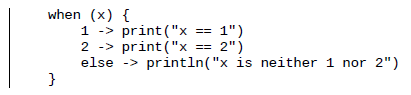 when (x) {
    1 -> print("x == 1")
    2 -> print("x == 2")
    else -> println("x is neither 1 nor 2")
}